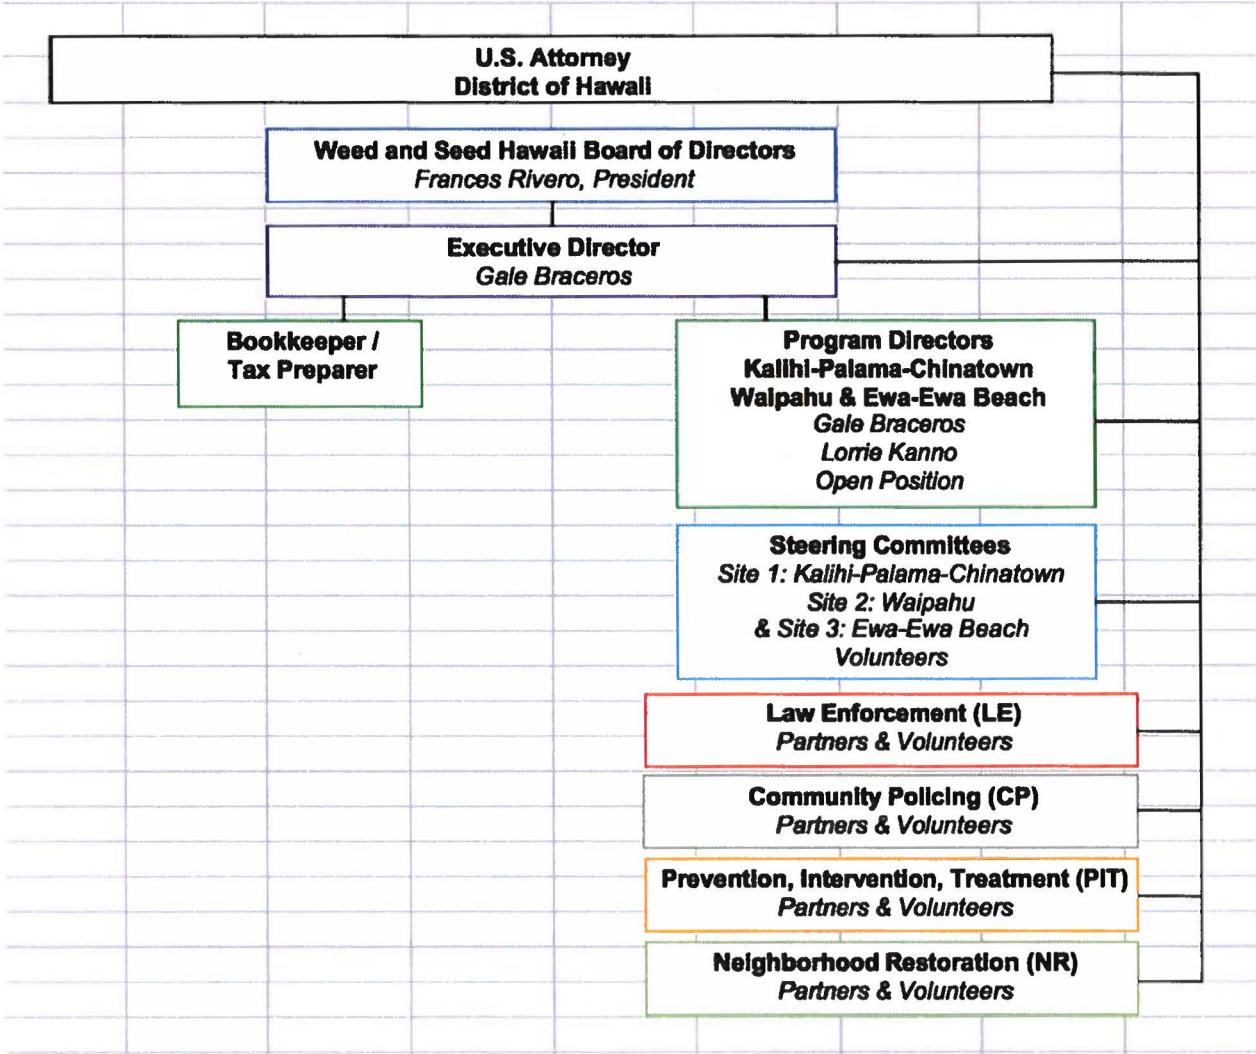 U.S. Attorney
District of Hawaii
Weed and Seed Hawaii Board of Directors
Frances Rivero, President
Executive Director
Gale Braceros
Bookkeeper /
Tax Preparer
Program Directors
Kalihi-Palama-Chinatown
Waipahu & Ewa-Ewa Beach
Gale Braceros
Lorrie Kanno
Open Position
Steering Committees
Site 1: Kalihi-Palama-Chinatown
Site 2: Waipahu
& Site 3: Ewa-Ewa Beach
Volunteers
Law Enforcement (LE)
Partners & Volunteers
Community Policing (CP)
Partners & Volunteers
Prevention, Intervention, Treatment (PIT)
Partners & Volunteers
Neighborhood Restoration (NR)
Partners & Volunteers